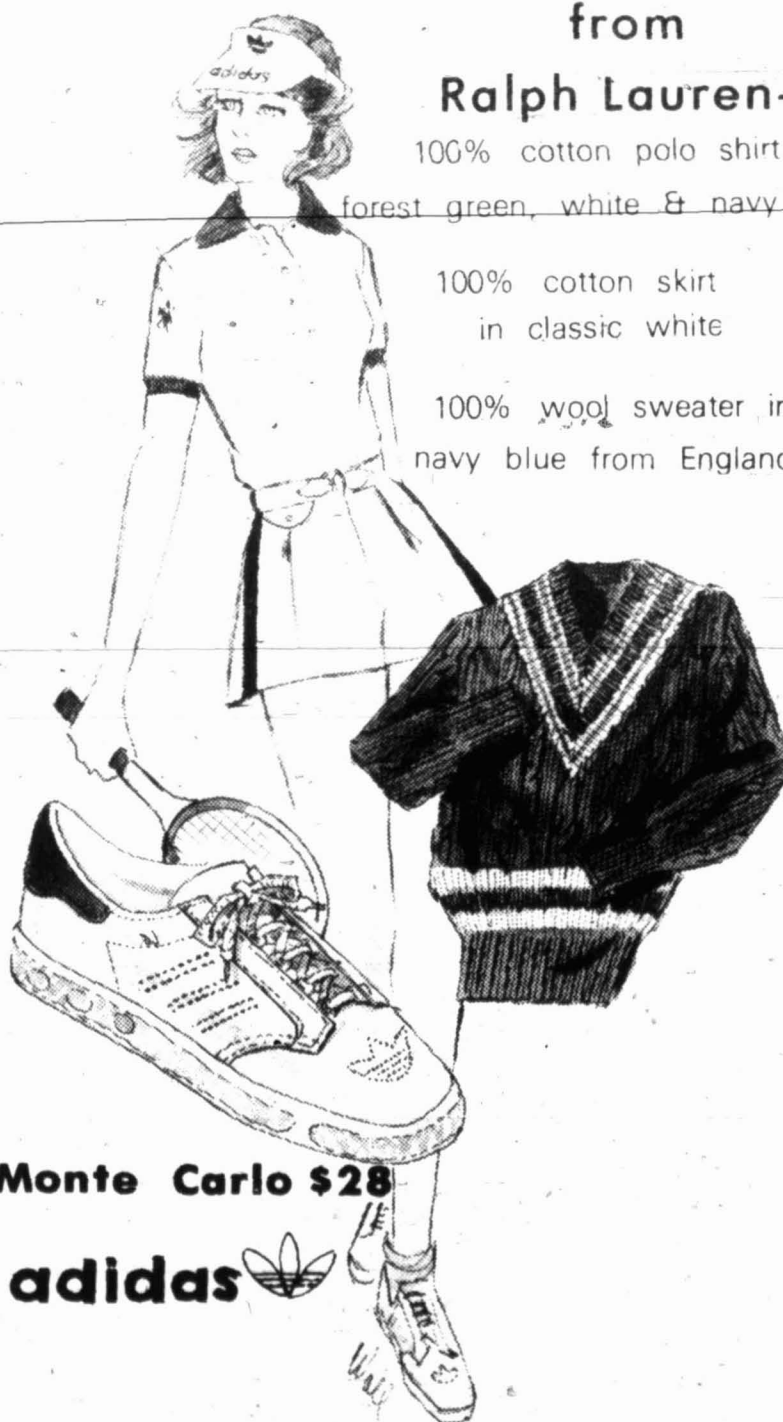 from
Ralph Lauren-
adidas
100% cotton polo shirt
forest green, white & navy
100% cotton skirt
in classic white
100% wool sweater in
navy blue from England
Monte Carlo $28
adidas